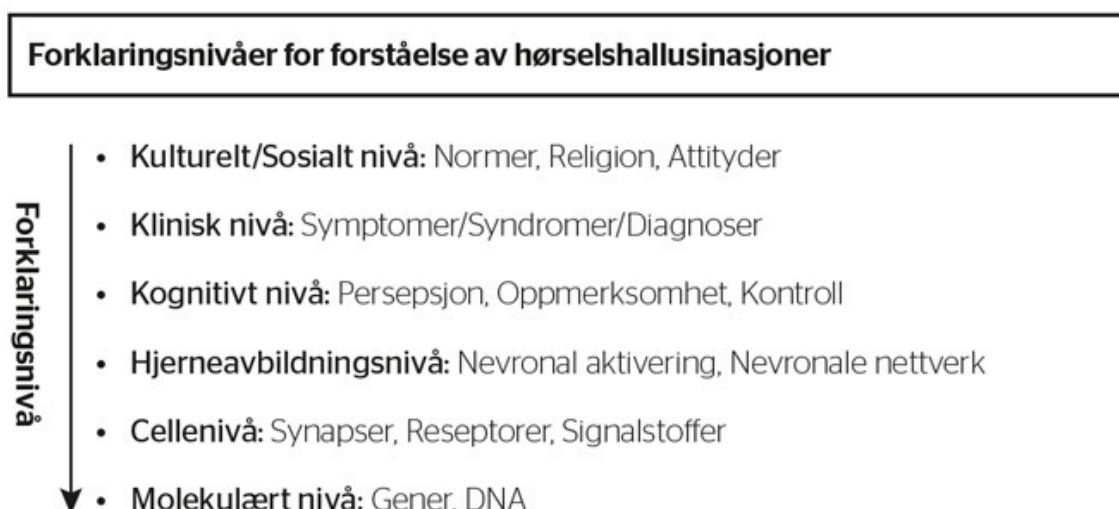 Forklaringsnivåer for forståelse av hørselshallusinasjoner
Forklaringsnivå
• Kulturelt/Sosialt nivå: Normer, Religion, Attityder
• Klinisk nivå: Symptomer/Syndromer/Diagnoser
• Kognitivt nivå: Persepsjon, Oppmerksomhet, Kontroll
• Hjerneavbildningsnivå: Nevronal aktivering, Nevronale nettverk
• Cellenivå: Synapser, Reseptorer, Signalstoffer
• Molekulært nivå: Gener, DNA